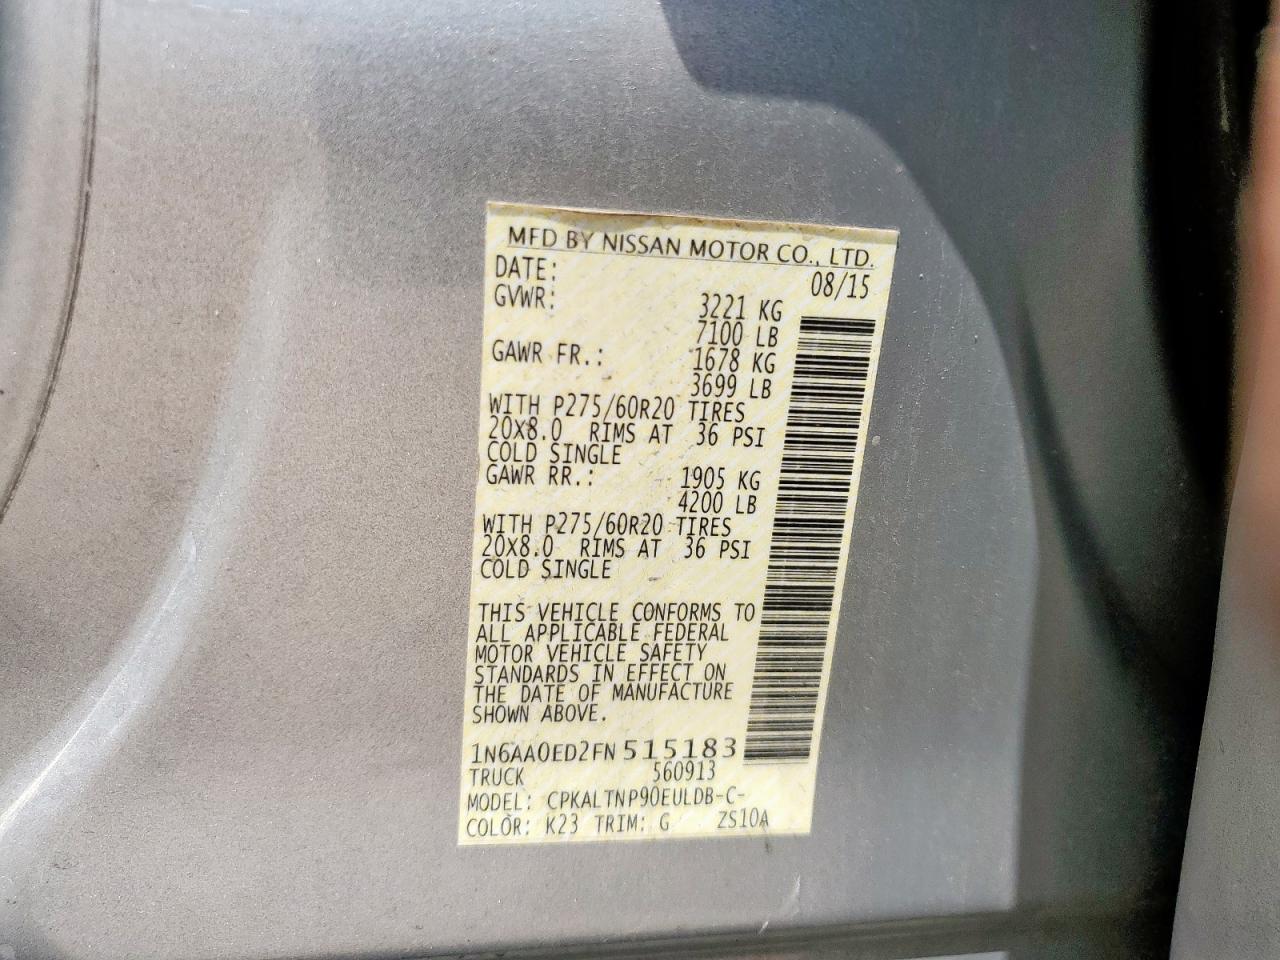 MFD BY NISSAN MOTOR CO., LTD.
DATE: 08/15
GVWR: 3221 KG
7100 LB
GAWR FR.: 1678 KG
3699 LB
WITH P275/60R20 TIRES
20X8.0 RIMS AT 36 PSI
COLD SINGLE
GAWR RR.: 1905 KG
4200 LB
WITH P275/60R20 TIRES
20X8.0 RIMS AT 36 PSI
COLD SINGLE
THIS VEHICLE CONFORMS TO
ALL APPLICABLE FEDERAL
MOTOR VEHICLE SAFETY
STANDARDS IN EFFECT ON
THE DATE OF MANUFACTURE
SHOWN ABOVE.
1N6AA0ED2FN515183
TRUCK 560913
MODEL: CPKALTNP90EULDB-C-
COLOR: K23 TRIM: G ZS10A